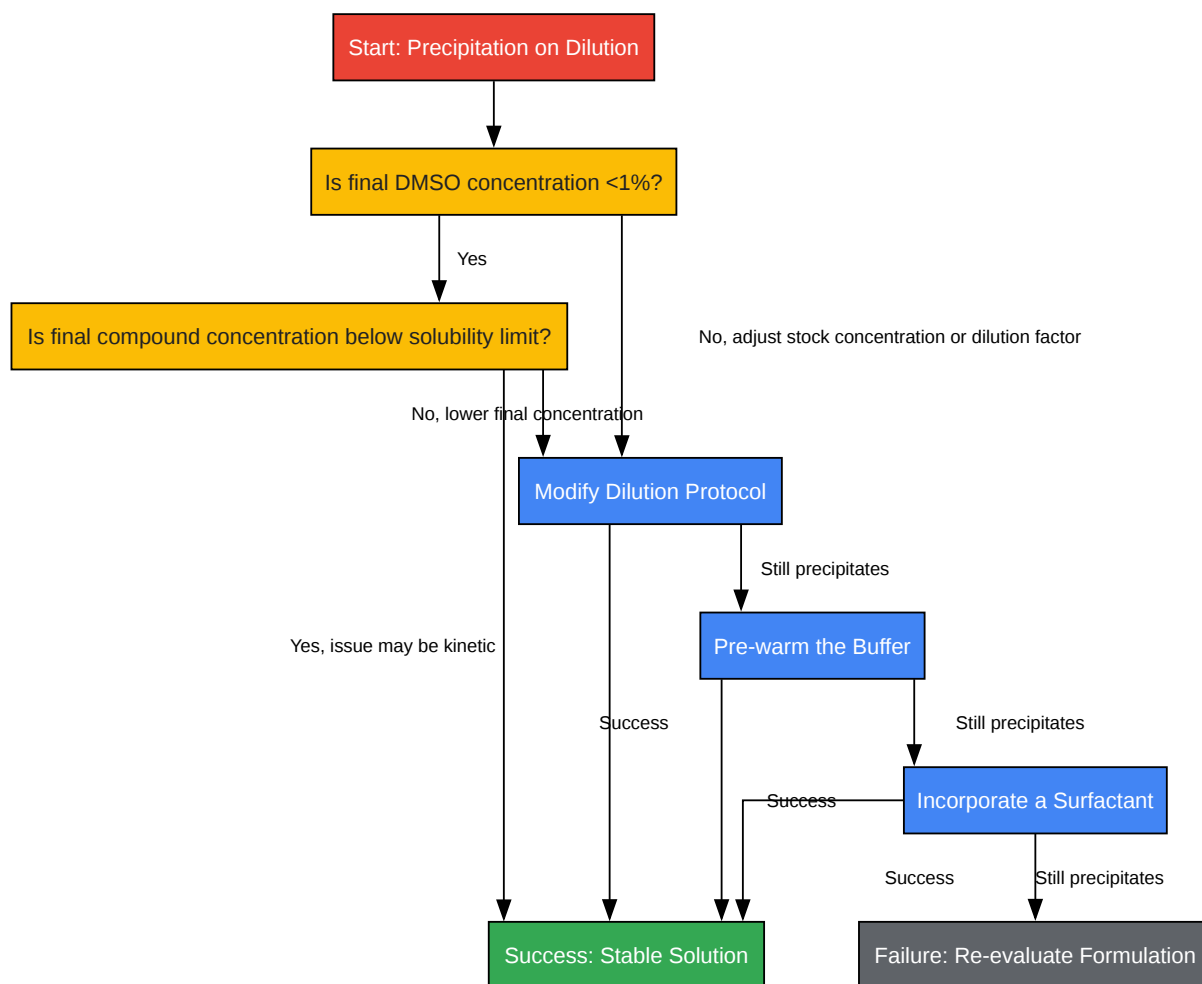 Start: Precipitation on Dilution
Is final DMSO concentration <1%?
Yes
Is final compound concentration below solubility limit?
No, adjust stock concentration or dilution factor
No, lower final concentration
Modify Dilution Protocol
Still precipitates
Pre-warm the Buffer
Yes, issue may be kinetic
Success
Still precipitates
Success
Incorporate a Surfactant
Success
Still precipitates
Success: Stable Solution
Failure: Re-evaluate Formulation